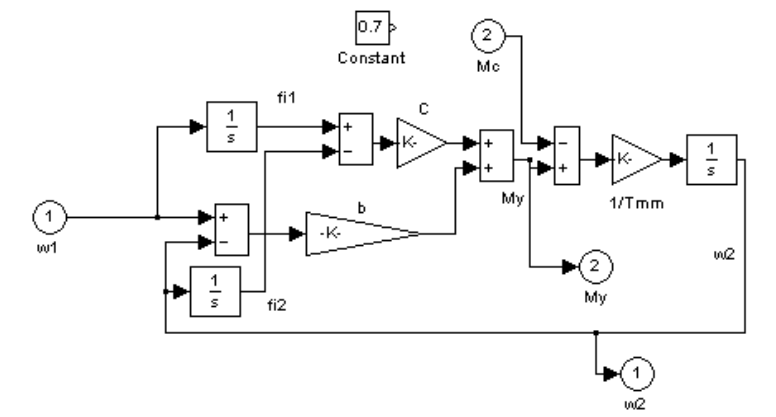 0.7
Constant
2
Mc
fi1
1
s
+
−
C
K-
+
+
−
+
K-
1
s
1/Tmm
My
1
w1
+
−
b
-K-
1
s
fi2
2
My
w2
1
w2